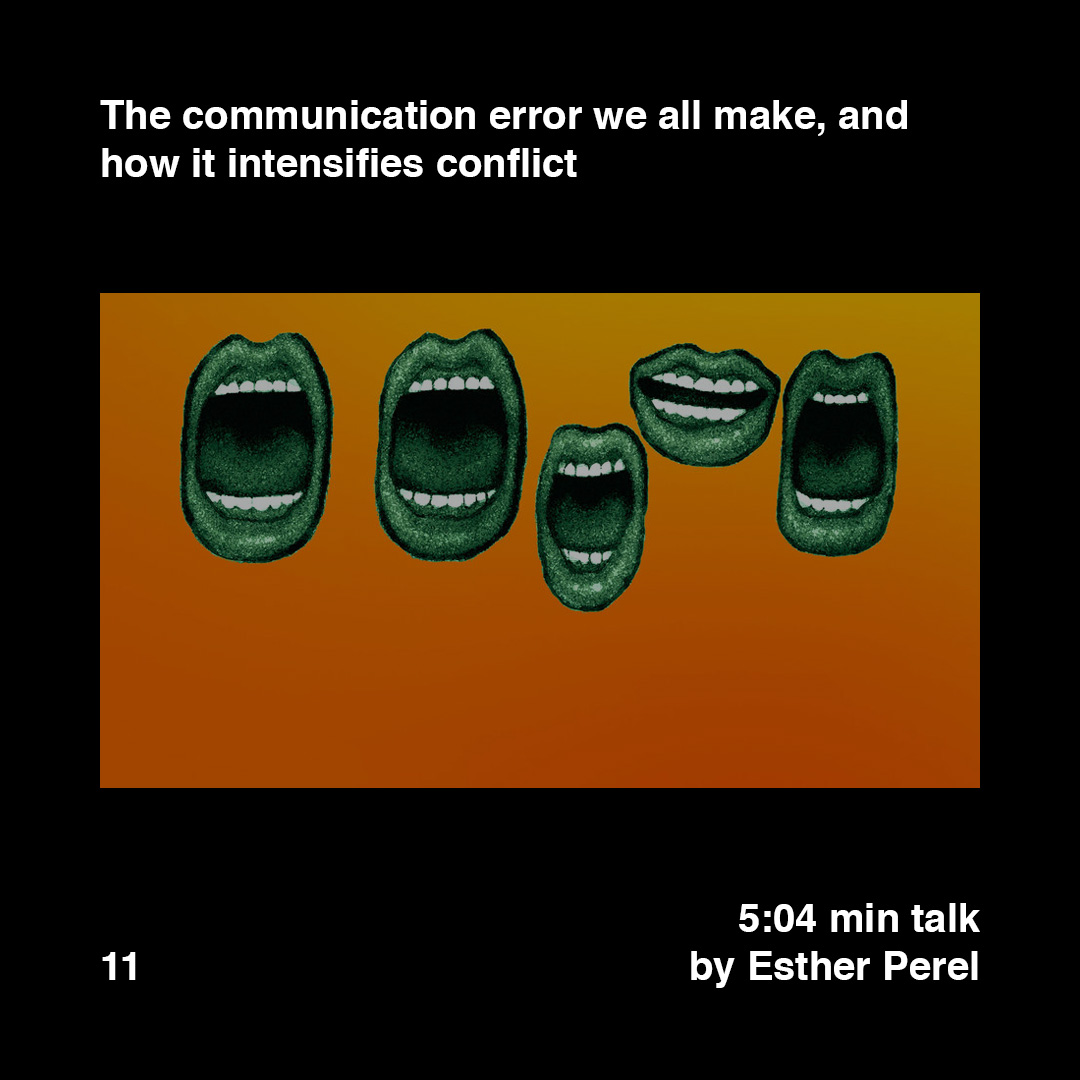 The communication error we all make, and
how it intensifies conflict
5:04 min talk
11
by Esther Perel